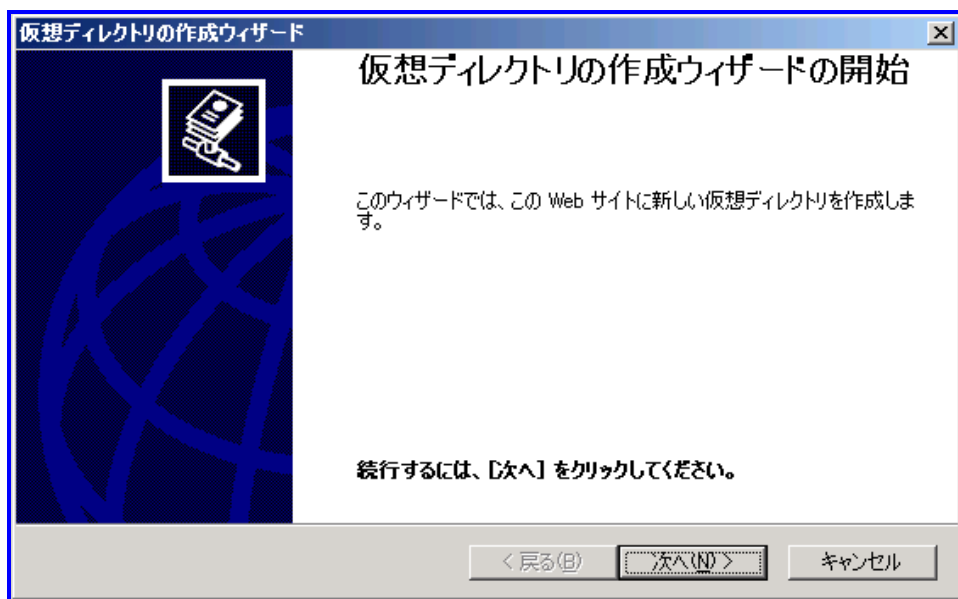 仮想ディレクトリの作成ウィザード
仮想ディレクトリの作成ウィザードの開始
このウィザードでは、この Web サイトに新しい仮想ディレクトリを作成しま
す。
続行するには、[次へ] をクリックしてください。
< 戻る(B)
次へ(N) >
キャンセル